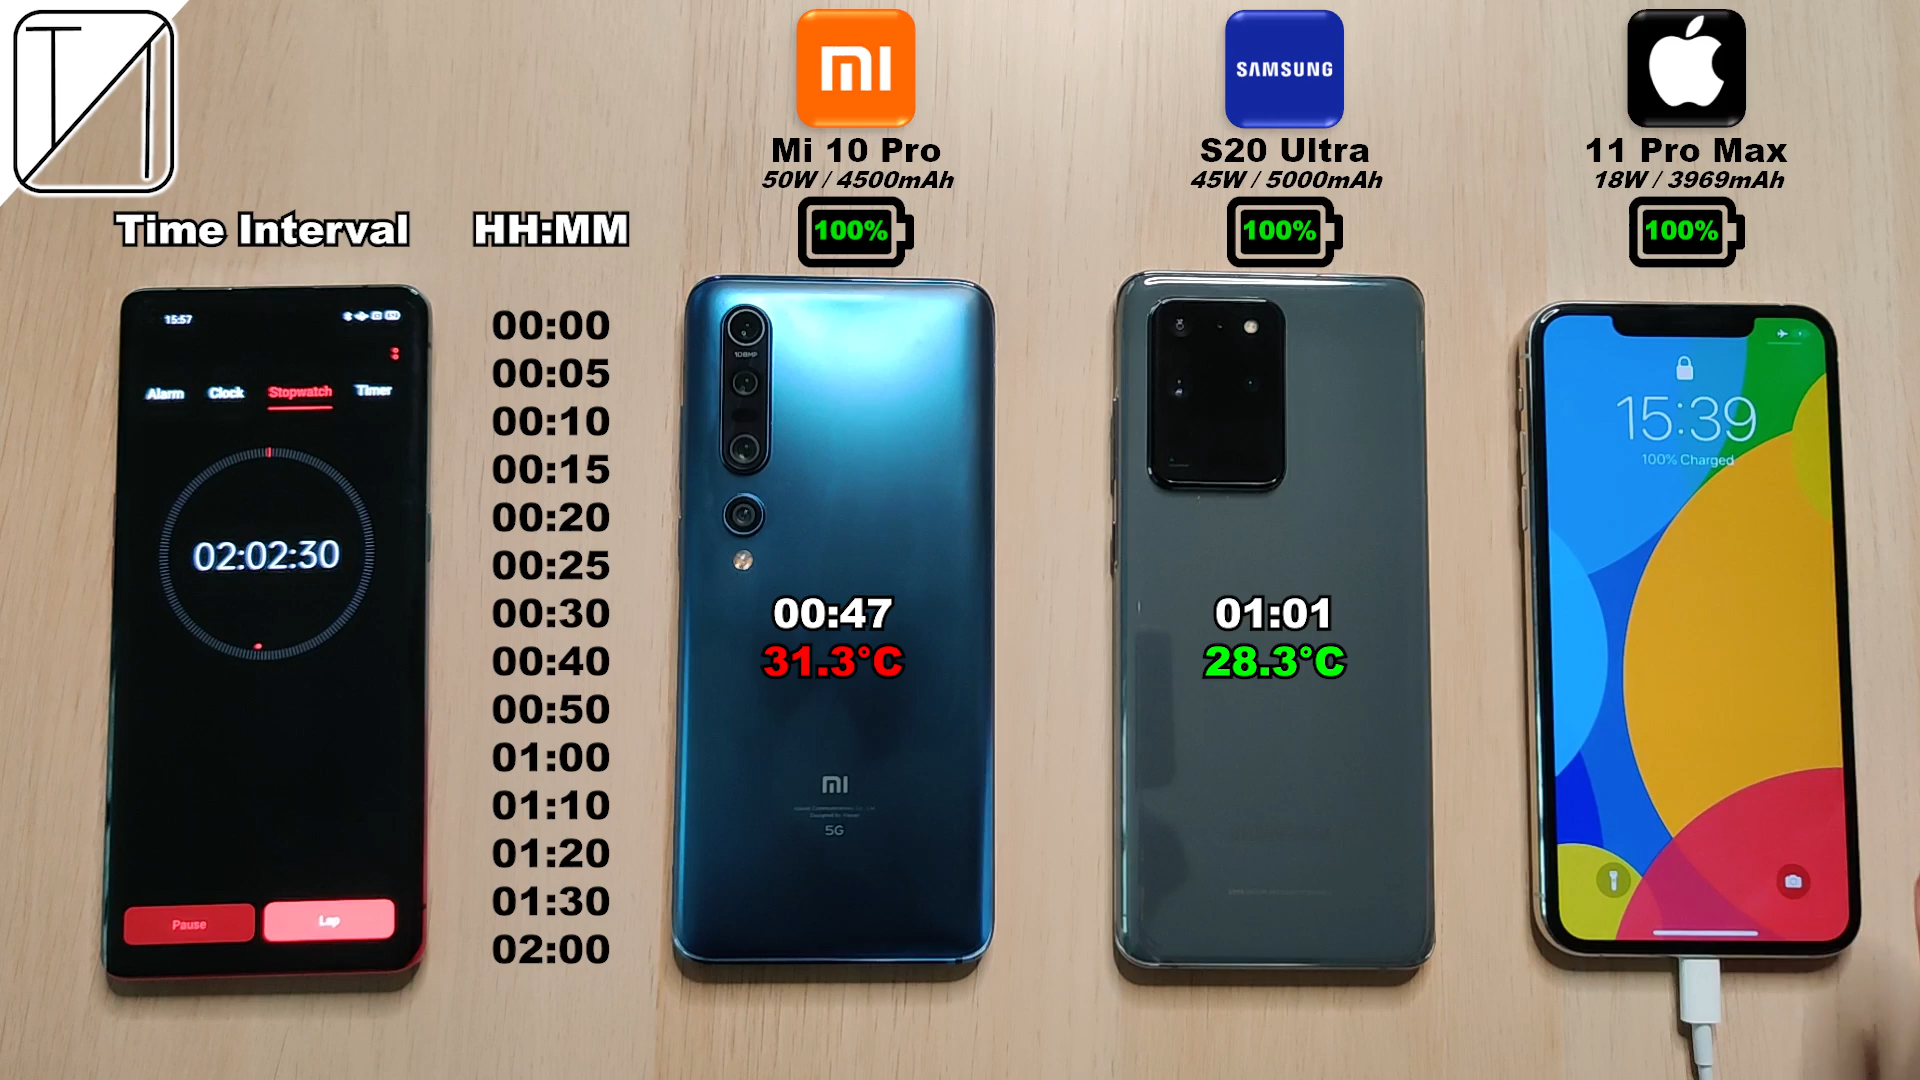 Mi 10 Pro
50W / 4500mAh
100%
SAMSUNG
S20 Ultra
45W / 5000mAh
100%
11 Pro Max
18W / 3969mAh
100%
Time Interval
HH:MM
15:57
Alarm Clock Stopwatch Timer
02:02:30
Pause Lap
00:00
00:05
00:10
00:15
00:20
00:25
00:30
00:40
00:50
01:00
01:10
01:20
01:30
02:00
108MP
00:47
31.3°C
5G
01:01
28.3°C
15:39
100% Charged